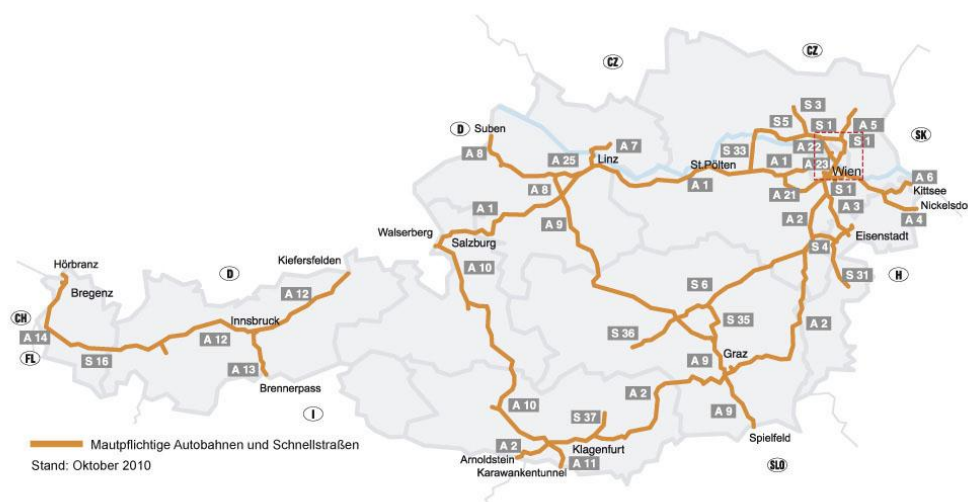 CZ
CZ
S 3
S5
S 1
A 5
D
Suben
A 7
S 33
A 22
S 1
SK
A 8
A 25
Linz
St.Pölten
A 1
A 23
Wien
A 6
A 8
A 1
A 21
S 1
Kittsee
A 1
A 9
A 2
A 3
Nickelsdo
A 4
Walserberg
Salzburg
Eisenstadt
S 4
Kiefersfelden
D
A 10
Hörbranz
Bregenz
A 12
S 6
S 31
H
CH
A 14
Innsbruck
S 36
S 35
A 2
FL
S 16
A 12
A 13
A 9
Graz
Brennerpass
A 2
I
A 10
S 37
A 9
Mautpflichtige Autobahnen und Schnellstraßen
A 2
Klagenfurt
Spielfeld
Arnoldstein
A 11
Stand: Oktober 2010
Karawankentunnel
SLO